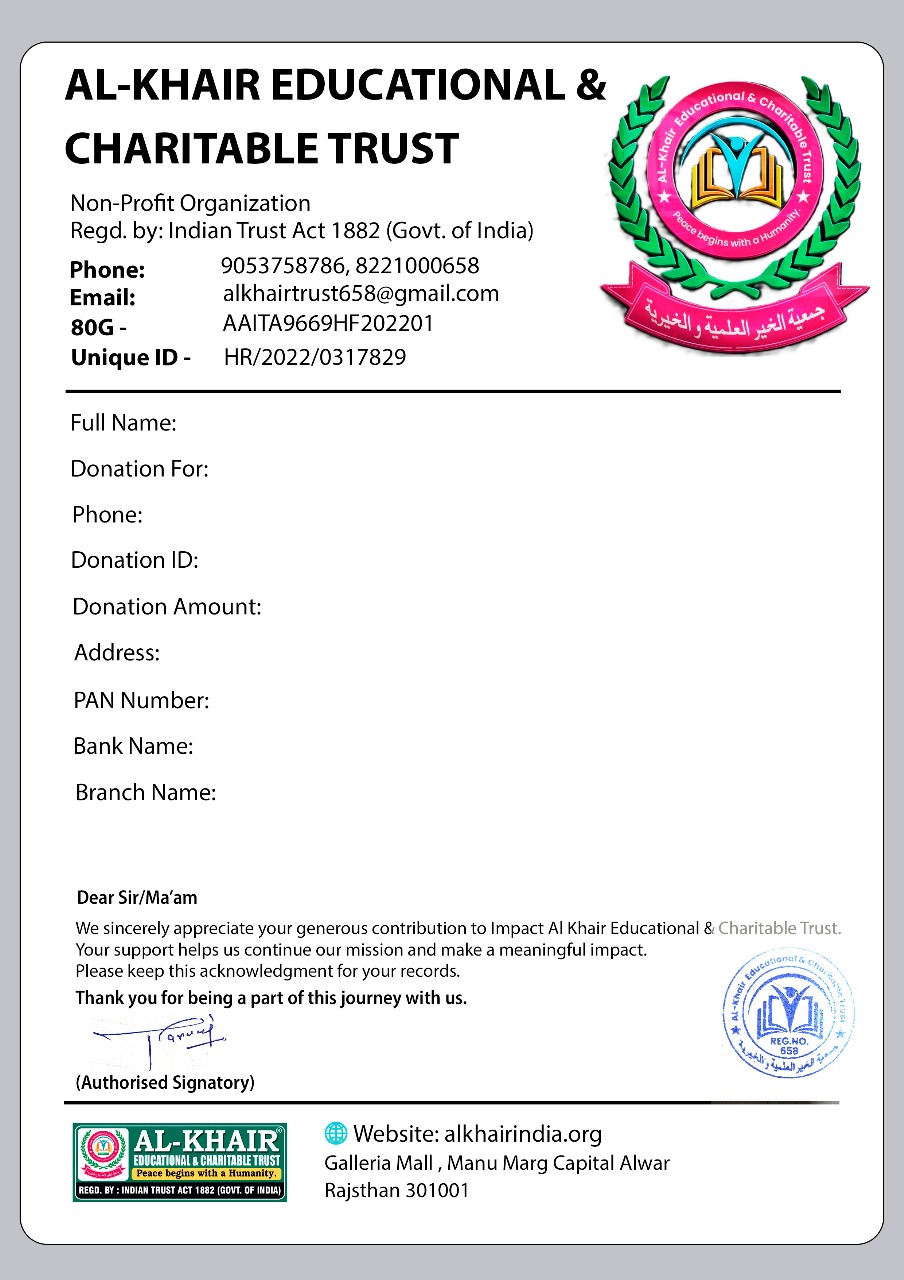 AL-KHAIR EDUCATIONAL &
CHARITABLE TRUST
Non-Profit Organization
Regd. by: Indian Trust Act 1882 (Govt. of India)
Phone: 9053758786, 8221000658
Email: alkhairtrust658@gmail.com
80G - AAITA9669HF202201
Unique ID - HR/2022/0317829
AL-Khair Educational & Charitable Trust
Peace begins with a Humanity.
جمعية الخير العلمية و الخيرية
Full Name:
Donation For:
Phone:
Donation ID:
Donation Amount:
Address:
PAN Number:
Bank Name:
Branch Name:
Dear Sir/Ma'am
We sincerely appreciate your generous contribution to Impact Al Khair Educational & Charitable Trust.
Your support helps us continue our mission and make a meaningful impact.
Please keep this acknowledgment for your records.
Thank you for being a part of this journey with us.
(Authorised Signatory)
AL-Khair Educational & Charitable Trust
REG.NO.
658
جمعية الخير العلمية و الخيرية
AL-KHAIR®
EDUCATIONAL & CHARITABLE TRUST
Peace begins with a Humanity.
REGD. BY : INDIAN TRUST ACT 1882 (GOVT. OF INDIA)
Website: alkhairindia.org
Galleria Mall , Manu Marg Capital Alwar
Rajsthan 301001